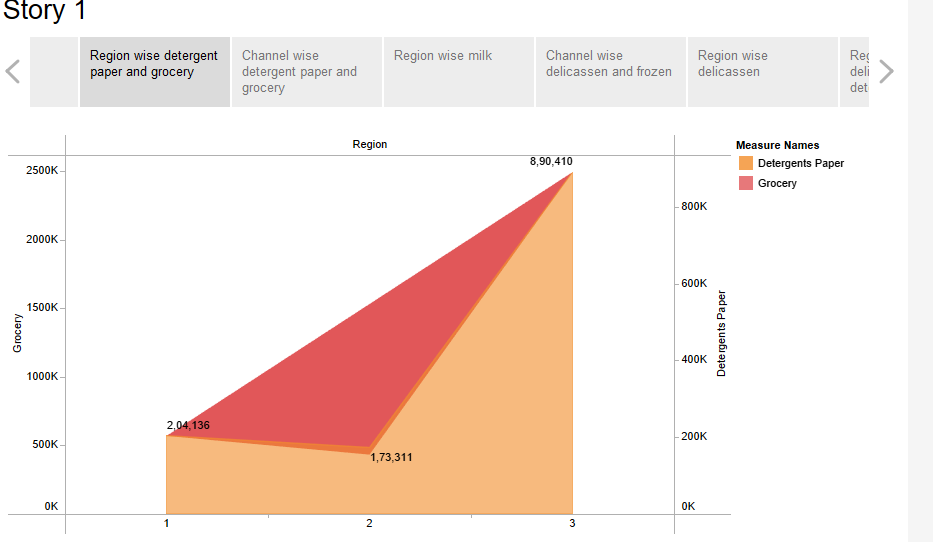 Story 1
Region wise detergent
paper and grocery
Channel wise
detergent paper and
grocery
Region wise milk
Channel wise
delicassen and frozen
Region wise
delicassen
Reg
deli
det
Region
Measure Names
Detergents Paper
Grocery
8,90,410
2500K
2000K
1500K
1000K
500K
0K
Grocery
2,04,136
1,73,311
800K
600K
400K
200K
0K
Detergents Paper
1
2
3